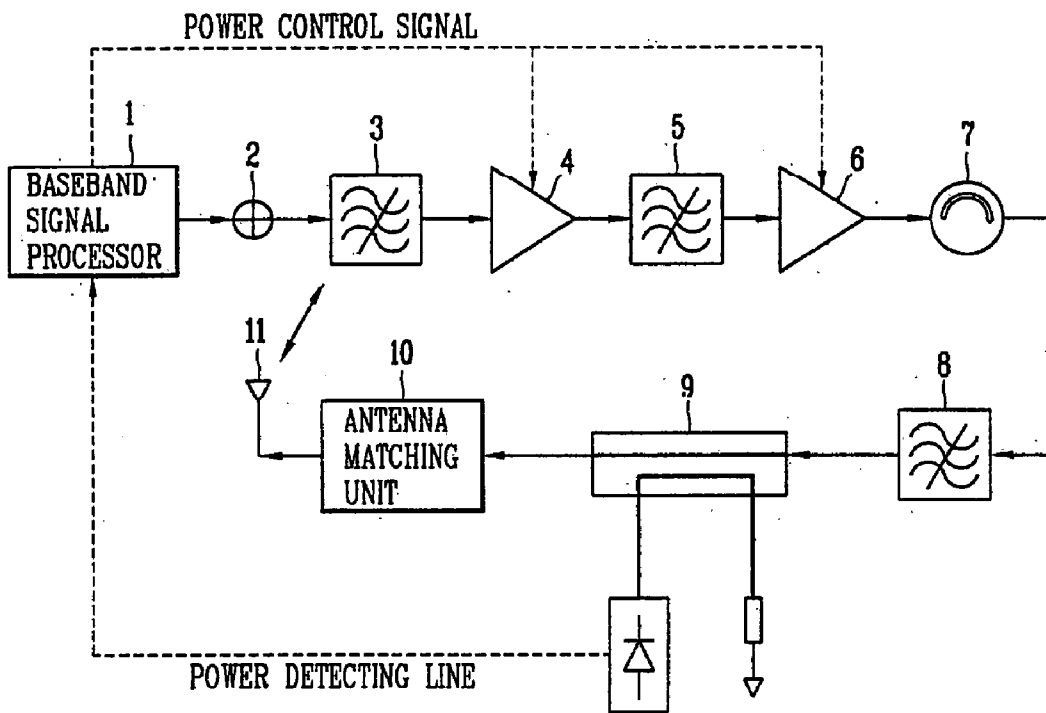 POWER CONTROL SIGNAL
1
2
3
4
5
6
7
BASEBAND
SIGNAL
PROCESSOR
11
10
9
8
ANTENNA
MATCHING
UNIT
POWER DETECTING LINE